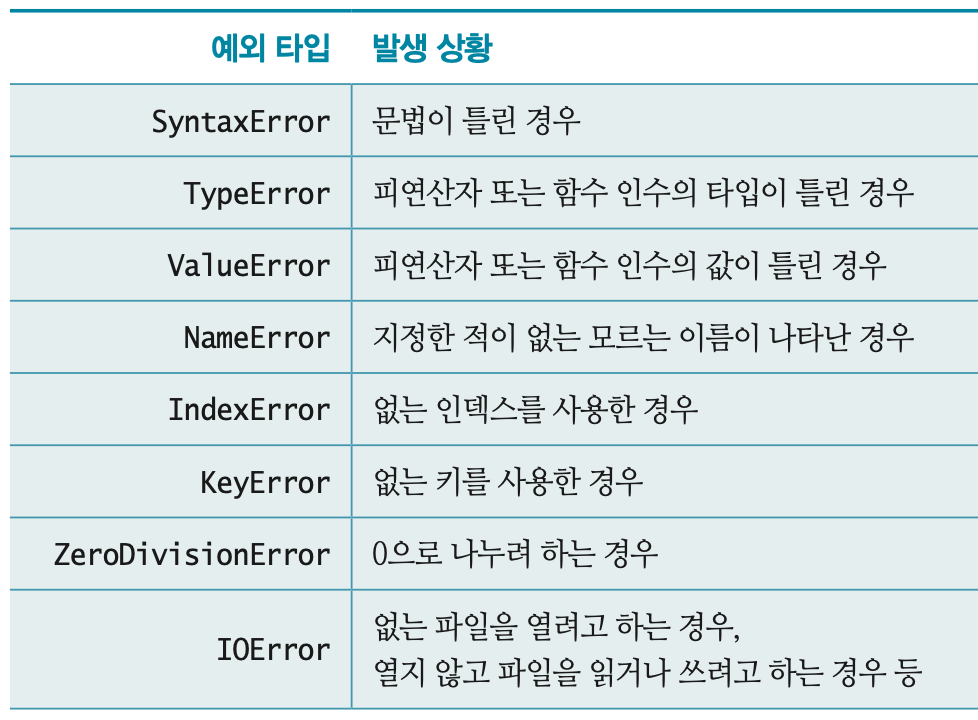 예외 타입 발생 상황
SyntaxError 문법이 틀린 경우
TypeError 피연산자 또는 함수 인수의 타입이 틀린 경우
ValueError 피연산자 또는 함수 인수의 값이 틀린 경우
NameError 지정한 적이 없는 모르는 이름이 나타난 경우
IndexError 없는 인덱스를 사용한 경우
KeyError 없는 키를 사용한 경우
ZeroDivisionError 0으로 나누려 하는 경우
IOError 없는 파일을 열려고 하는 경우,
열지 않고 파일을 읽거나 쓰려고 하는 경우 등